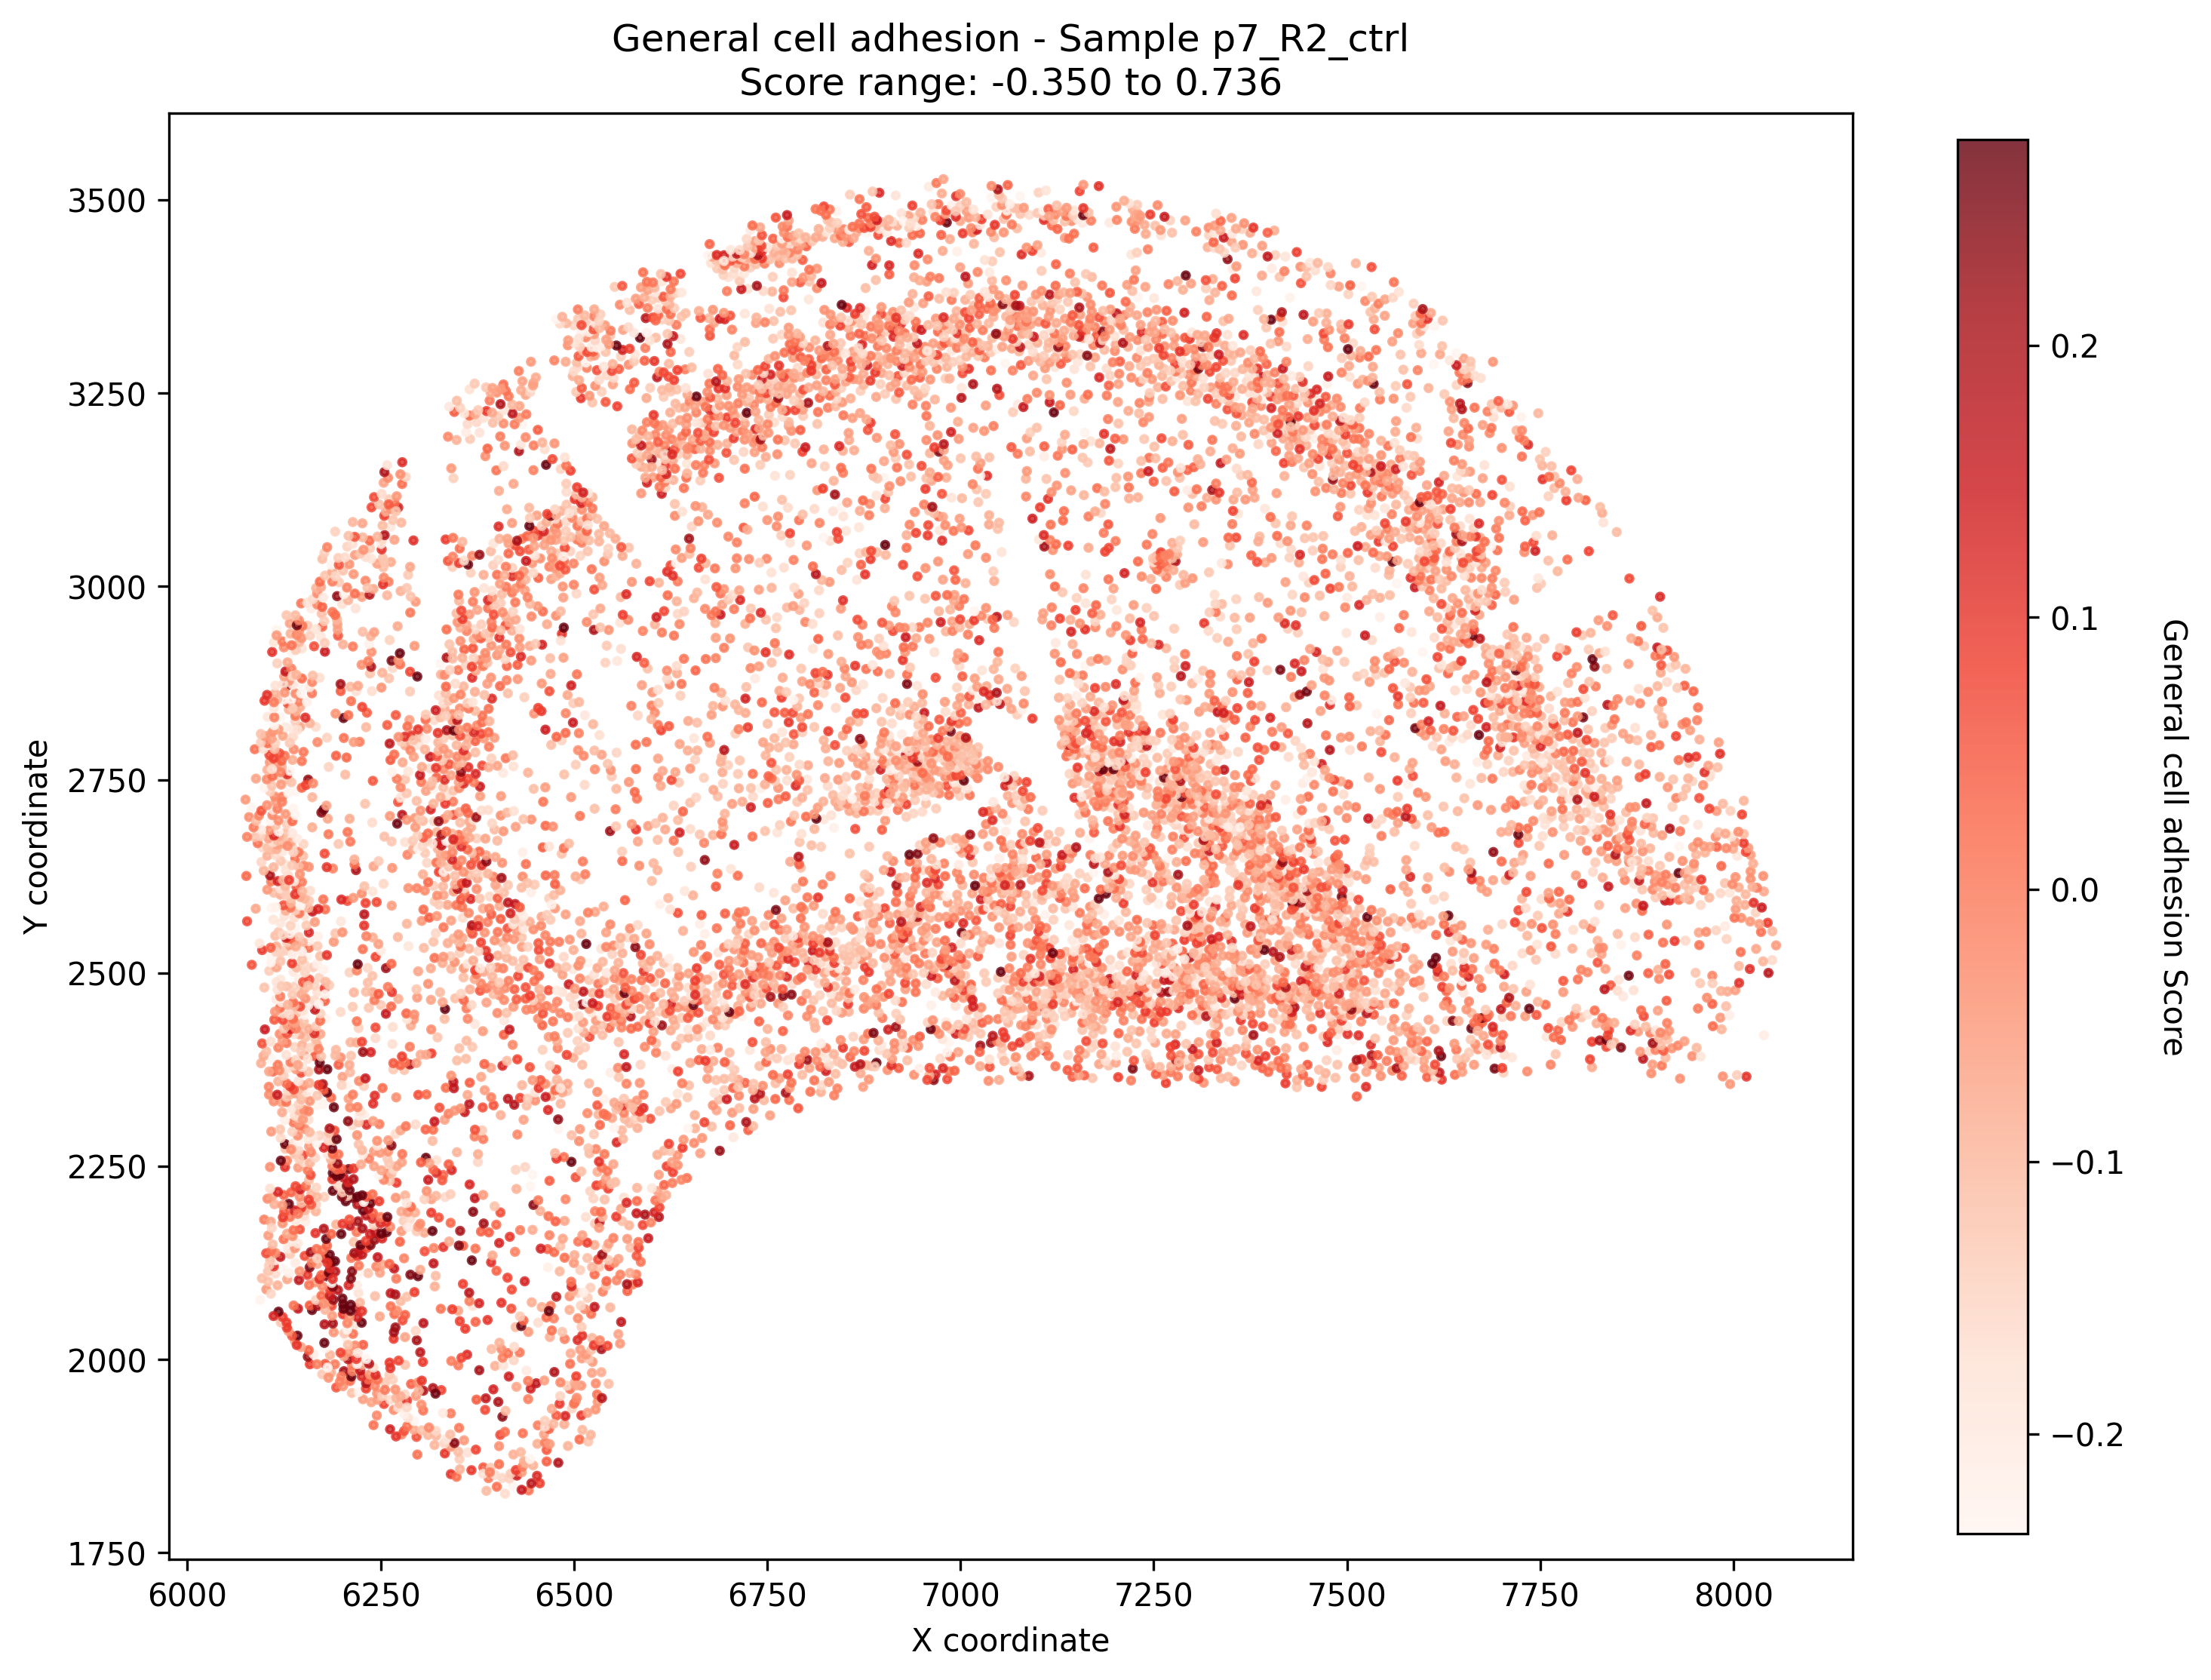 General cell adhesion - Sample p7_R2_ctrl
Score range: -0.350 to 0.736
3500
3250
3000
2750
2500
2250
2000
1750
Y coordinate
6000 6250 6500 6750 7000 7250 7500 7750 8000
X coordinate
0.2
0.1
0.0
−0.1
−0.2
General cell adhesion Score